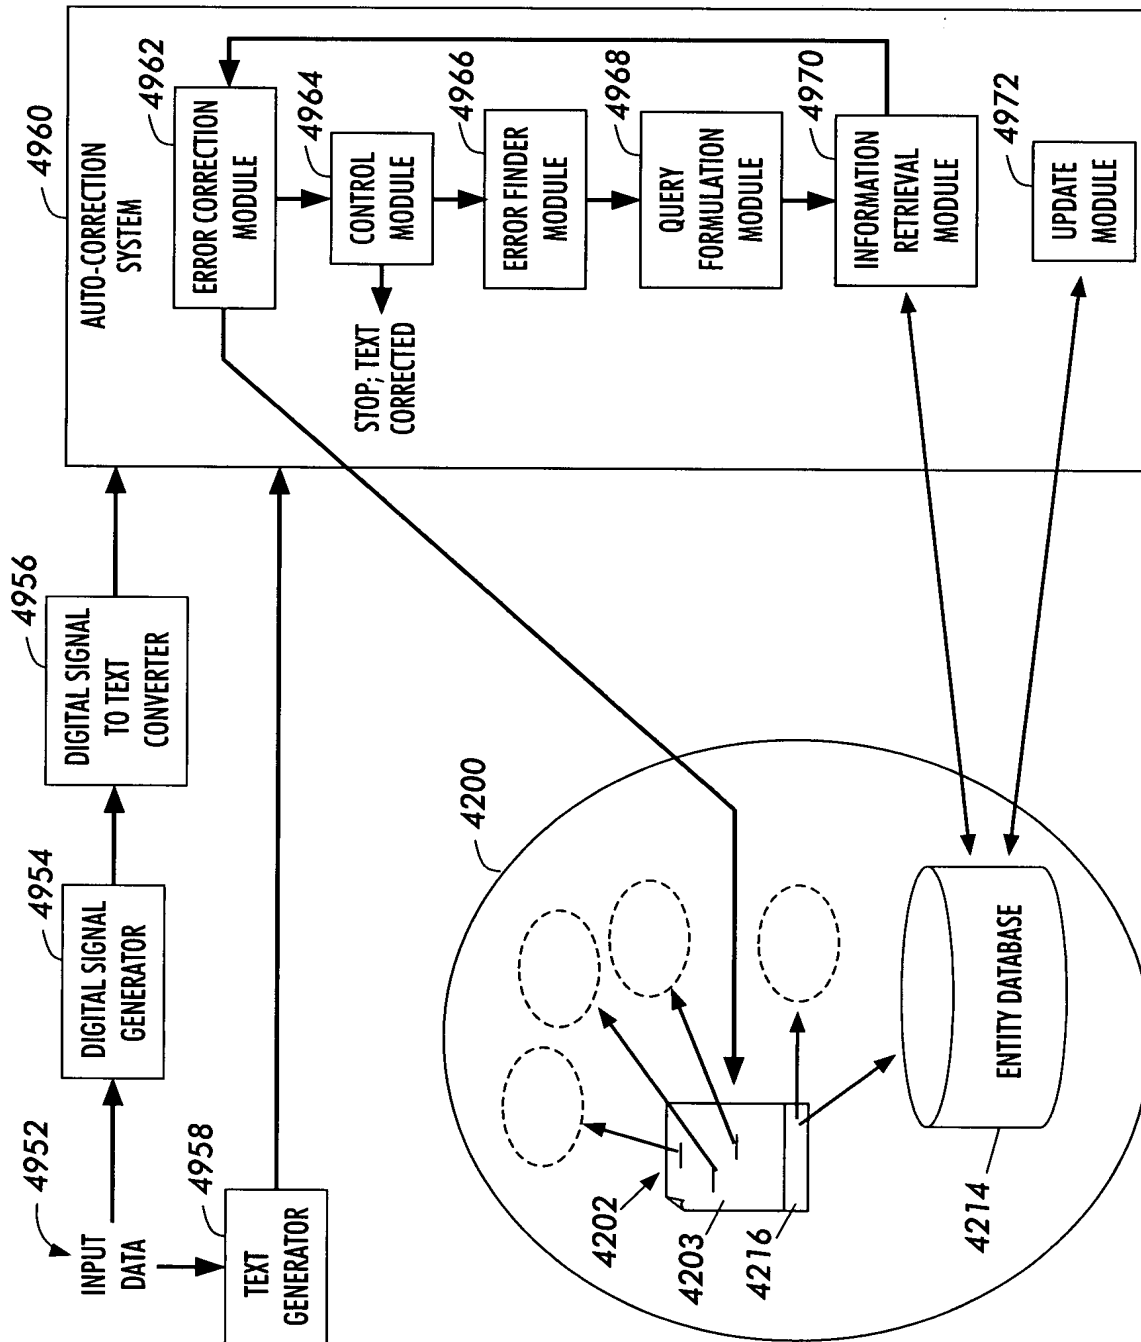 4952
INPUT
DATA
4954
DIGITAL SIGNAL
GENERATOR
4956
DIGITAL SIGNAL
TO TEXT
CONVERTER
4958
TEXT
GENERATOR
4960
AUTO-CORRECTION
SYSTEM
4962
ERROR CORRECTION
MODULE
4964
CONTROL
MODULE
STOP; TEXT
CORRECTED
4966
ERROR FINDER
MODULE
4968
QUERY
FORMULATION
MODULE
4970
INFORMATION
RETRIEVAL
MODULE
4972
UPDATE
MODULE
4200
4202
4203
4216
ENTITY DATABASE
4214